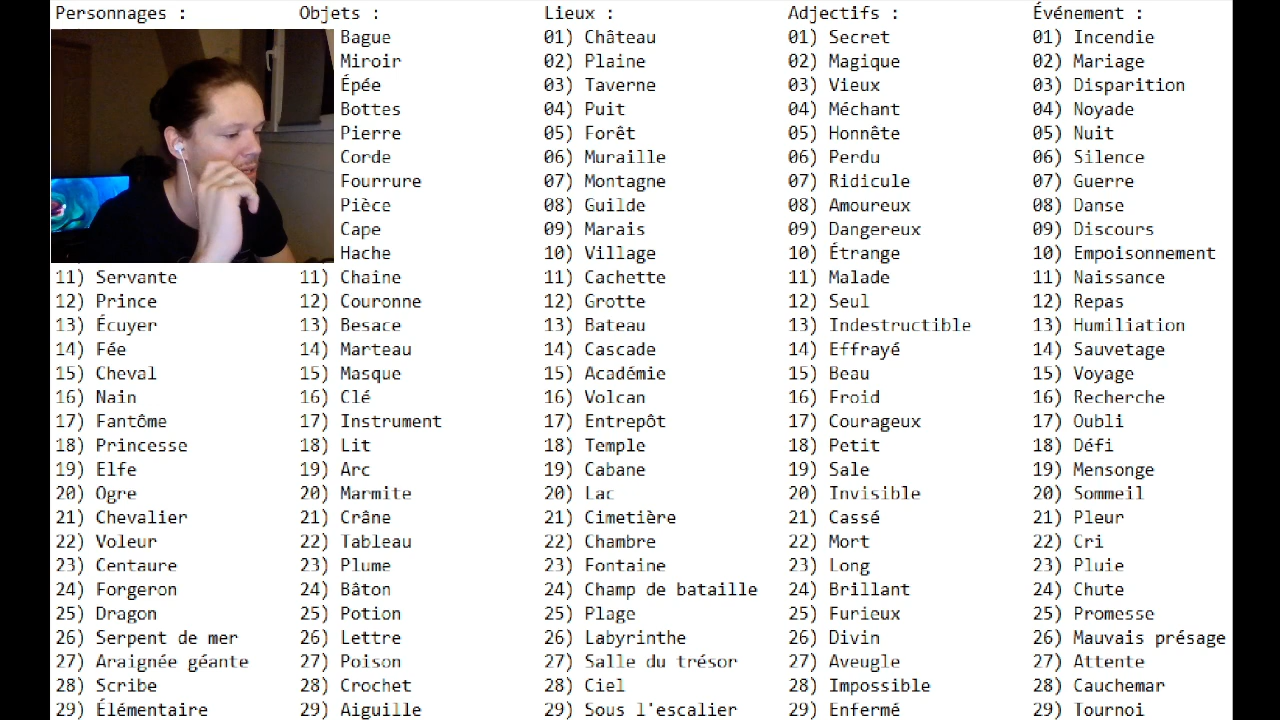 Personnages : Objets : Lieux : Adjectifs : Événement :
Bague 01) Château 01) Secret 01) Incendie
Miroir 02) Plaine 02) Magique 02) Mariage
Épée 03) Taverne 03) Vieux 03) Disparition
Bottes 04) Puit 04) Méchant 04) Noyade
Pierre 05) Forêt 05) Honnête 05) Nuit
Corde 06) Muraille 06) Perdu 06) Silence
Fourrure 07) Montagne 07) Ridicule 07) Guerre
Pièce 08) Guilde 08) Amoureux 08) Danse
Cape 09) Marais 09) Dangereux 09) Discours
Hache 10) Village 10) Étrange 10) Empoisonnement
11) Servante 11) Chaine 11) Cachette 11) Malade 11) Naissance
12) Prince 12) Couronne 12) Grotte 12) Seul 12) Repas
13) Écuyer 13) Besace 13) Bateau 13) Indestructible 13) Humiliation
14) Fée 14) Marteau 14) Cascade 14) Effrayé 14) Sauvetage
15) Cheval 15) Masque 15) Académie 15) Beau 15) Voyage
16) Nain 16) Clé 16) Volcan 16) Froid 16) Recherche
17) Fantôme 17) Instrument 17) Entrepôt 17) Courageux 17) Oubli
18) Princesse 18) Lit 18) Temple 18) Petit 18) Défi
19) Elfe 19) Arc 19) Cabane 19) Sale 19) Mensonge
20) Ogre 20) Marmite 20) Lac 20) Invisible 20) Sommeil
21) Chevalier 21) Crâne 21) Cimetière 21) Cassé 21) Pleur
22) Voleur 22) Tableau 22) Chambre 22) Mort 22) Cri
23) Centaure 23) Plume 23) Fontaine 23) Long 23) Pluie
24) Forgeron 24) Bâton 24) Champ de bataille 24) Brillant 24) Chute
25) Dragon 25) Potion 25) Plage 25) Furieux 25) Promesse
26) Serpent de mer 26) Lettre 26) Labyrinthe 26) Divin 26) Mauvais présage
27) Araignée géante 27) Poison 27) Salle du trésor 27) Aveugle 27) Attente
28) Scribe 28) Crochet 28) Ciel 28) Impossible 28) Cauchemar
29) Élémentaire 29) Aiguille 29) Sous l'escalier 29) Enfermé 29) Tournoi